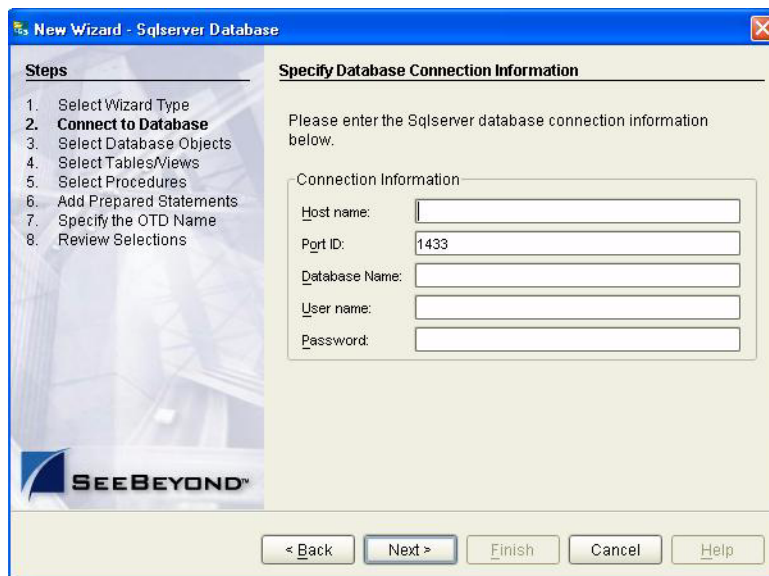 New Wizard - Sqlserver Database
Steps
1. Select Wizard Type
2. Connect to Database
3. Select Database Objects
4. Select Tables/Views
5. Select Procedures
6. Add Prepared Statements
7. Specify the OTD Name
8. Review Selections
SEEBEYOND™
Specify Database Connection Information
Please enter the Sqlserver database connection information
below.
Connection Information
Host name:
Port ID: 1433
Database Name:
User name:
Password:
< Back Next > Finish Cancel Help